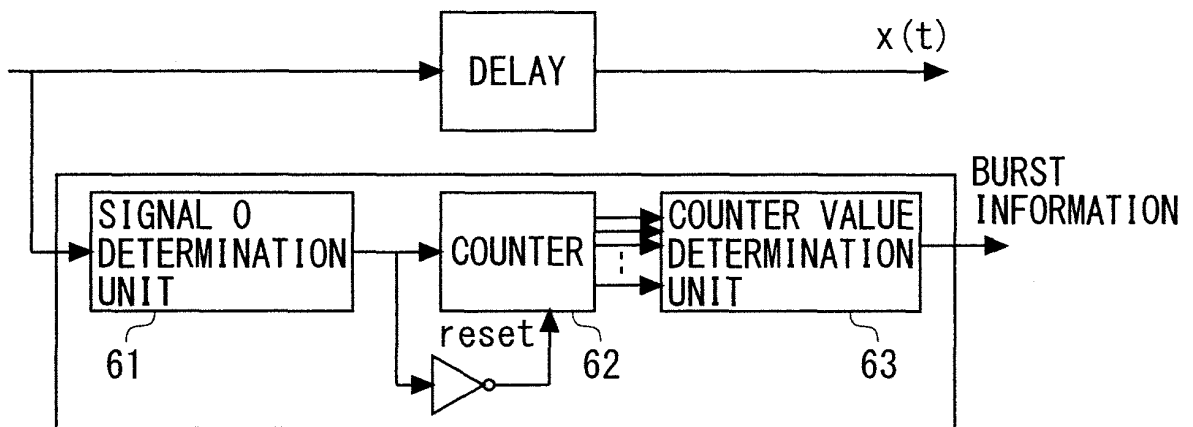 x(t)
DELAY
BURST
INFORMATION
SIGNAL 0
DETERMINATION
UNIT
COUNTER
COUNTER VALUE
DETERMINATION
UNIT
reset
61
62
63